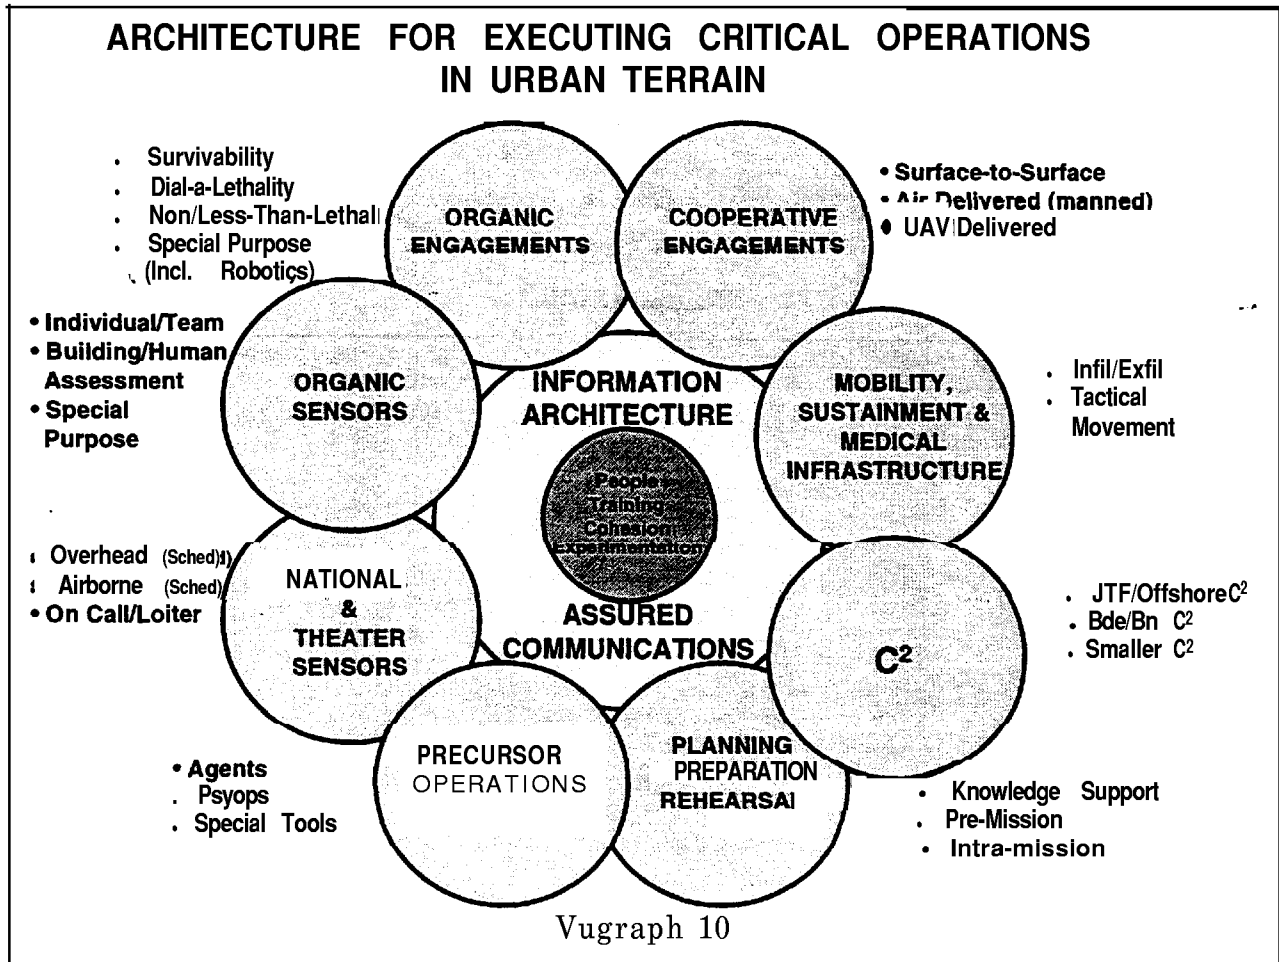 ARCHITECTURE FOR EXECUTING CRITICAL OPERATIONS
IN URBAN TERRAIN
. Survivability
. Dial-a-Lethality
. Non/Less-Than-Lethal
. Special Purpose
(Incl. Robotics)
ORGANIC
ENGAGEMENTS
COOPERATIVE
ENGAGEMENTS
• Surface-to-Surface
• Air Delivered (manned)
• UAV Delivered
• Individual/Team
• Building/Human
Assessment
• Special
Purpose
ORGANIC
SENSORS
INFORMATION
ARCHITECTURE
MOBILITY,
SUSTAINMENT &
MEDICAL
INFRASTRUCTURE
. Infil/Exfil
. Tactical
Movement
People
Training
Cohesion
Experimentation
Overhead (Sched)
Airborne (Sched)
• On Call/Loiter
NATIONAL
&
THEATER
SENSORS
ASSURED
COMMUNICATIONS
C²
. JTF/Offshore C²
. Bde/Bn C²
. Smaller C²
• Agents
. Psyops
. Special Tools
PRECURSOR
OPERATIONS
PLANNING
PREPARATION
REHEARSAl
• Knowledge Support
. Pre-Mission
• Intra-mission
Vugraph 10